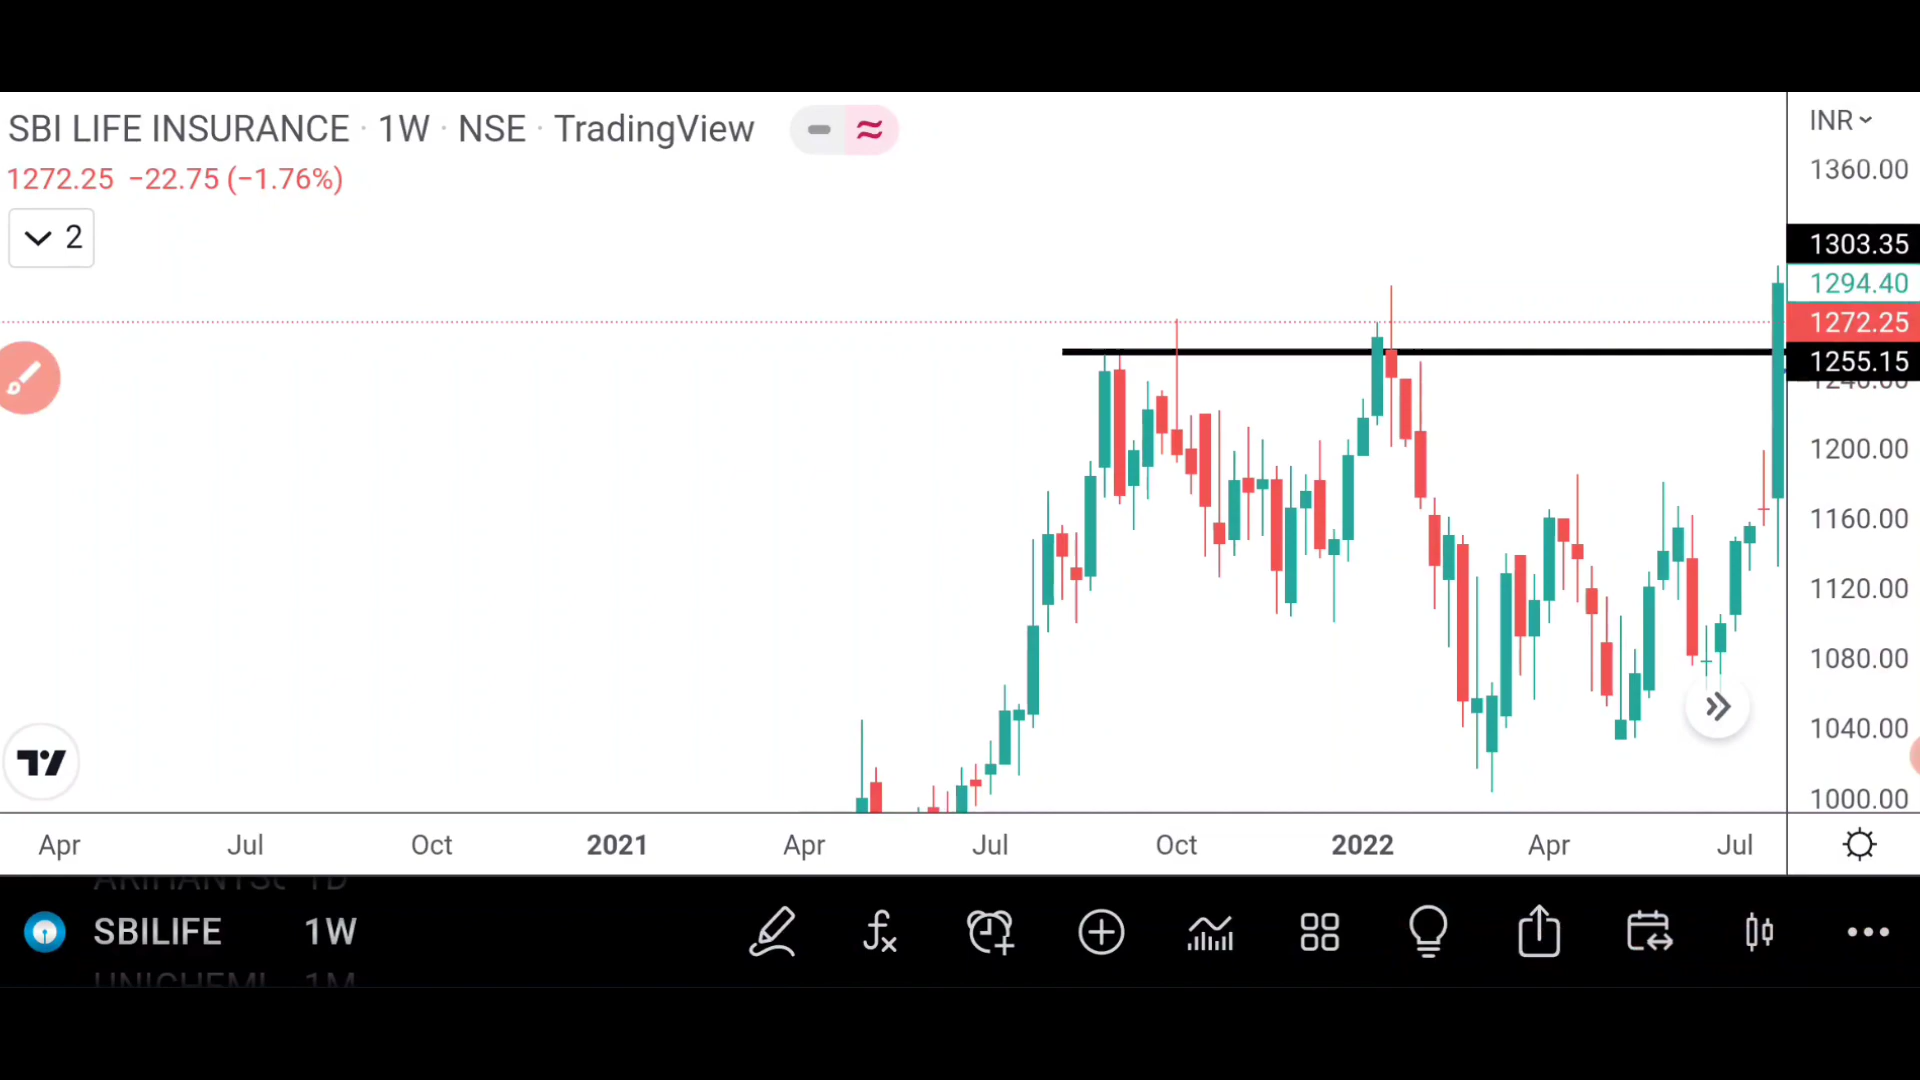 SBI LIFE INSURANCE · 1W · NSE · TradingView
INR
1272.25 −22.75 (−1.76%)
2
1360.00
1303.35
1294.40
1272.25
1255.15
1240.00
1200.00
1160.00
1120.00
1080.00
1040.00
1000.00
Apr Jul Oct 2021 Apr Jul Oct 2022 Apr Jul
SBILIFE 1W